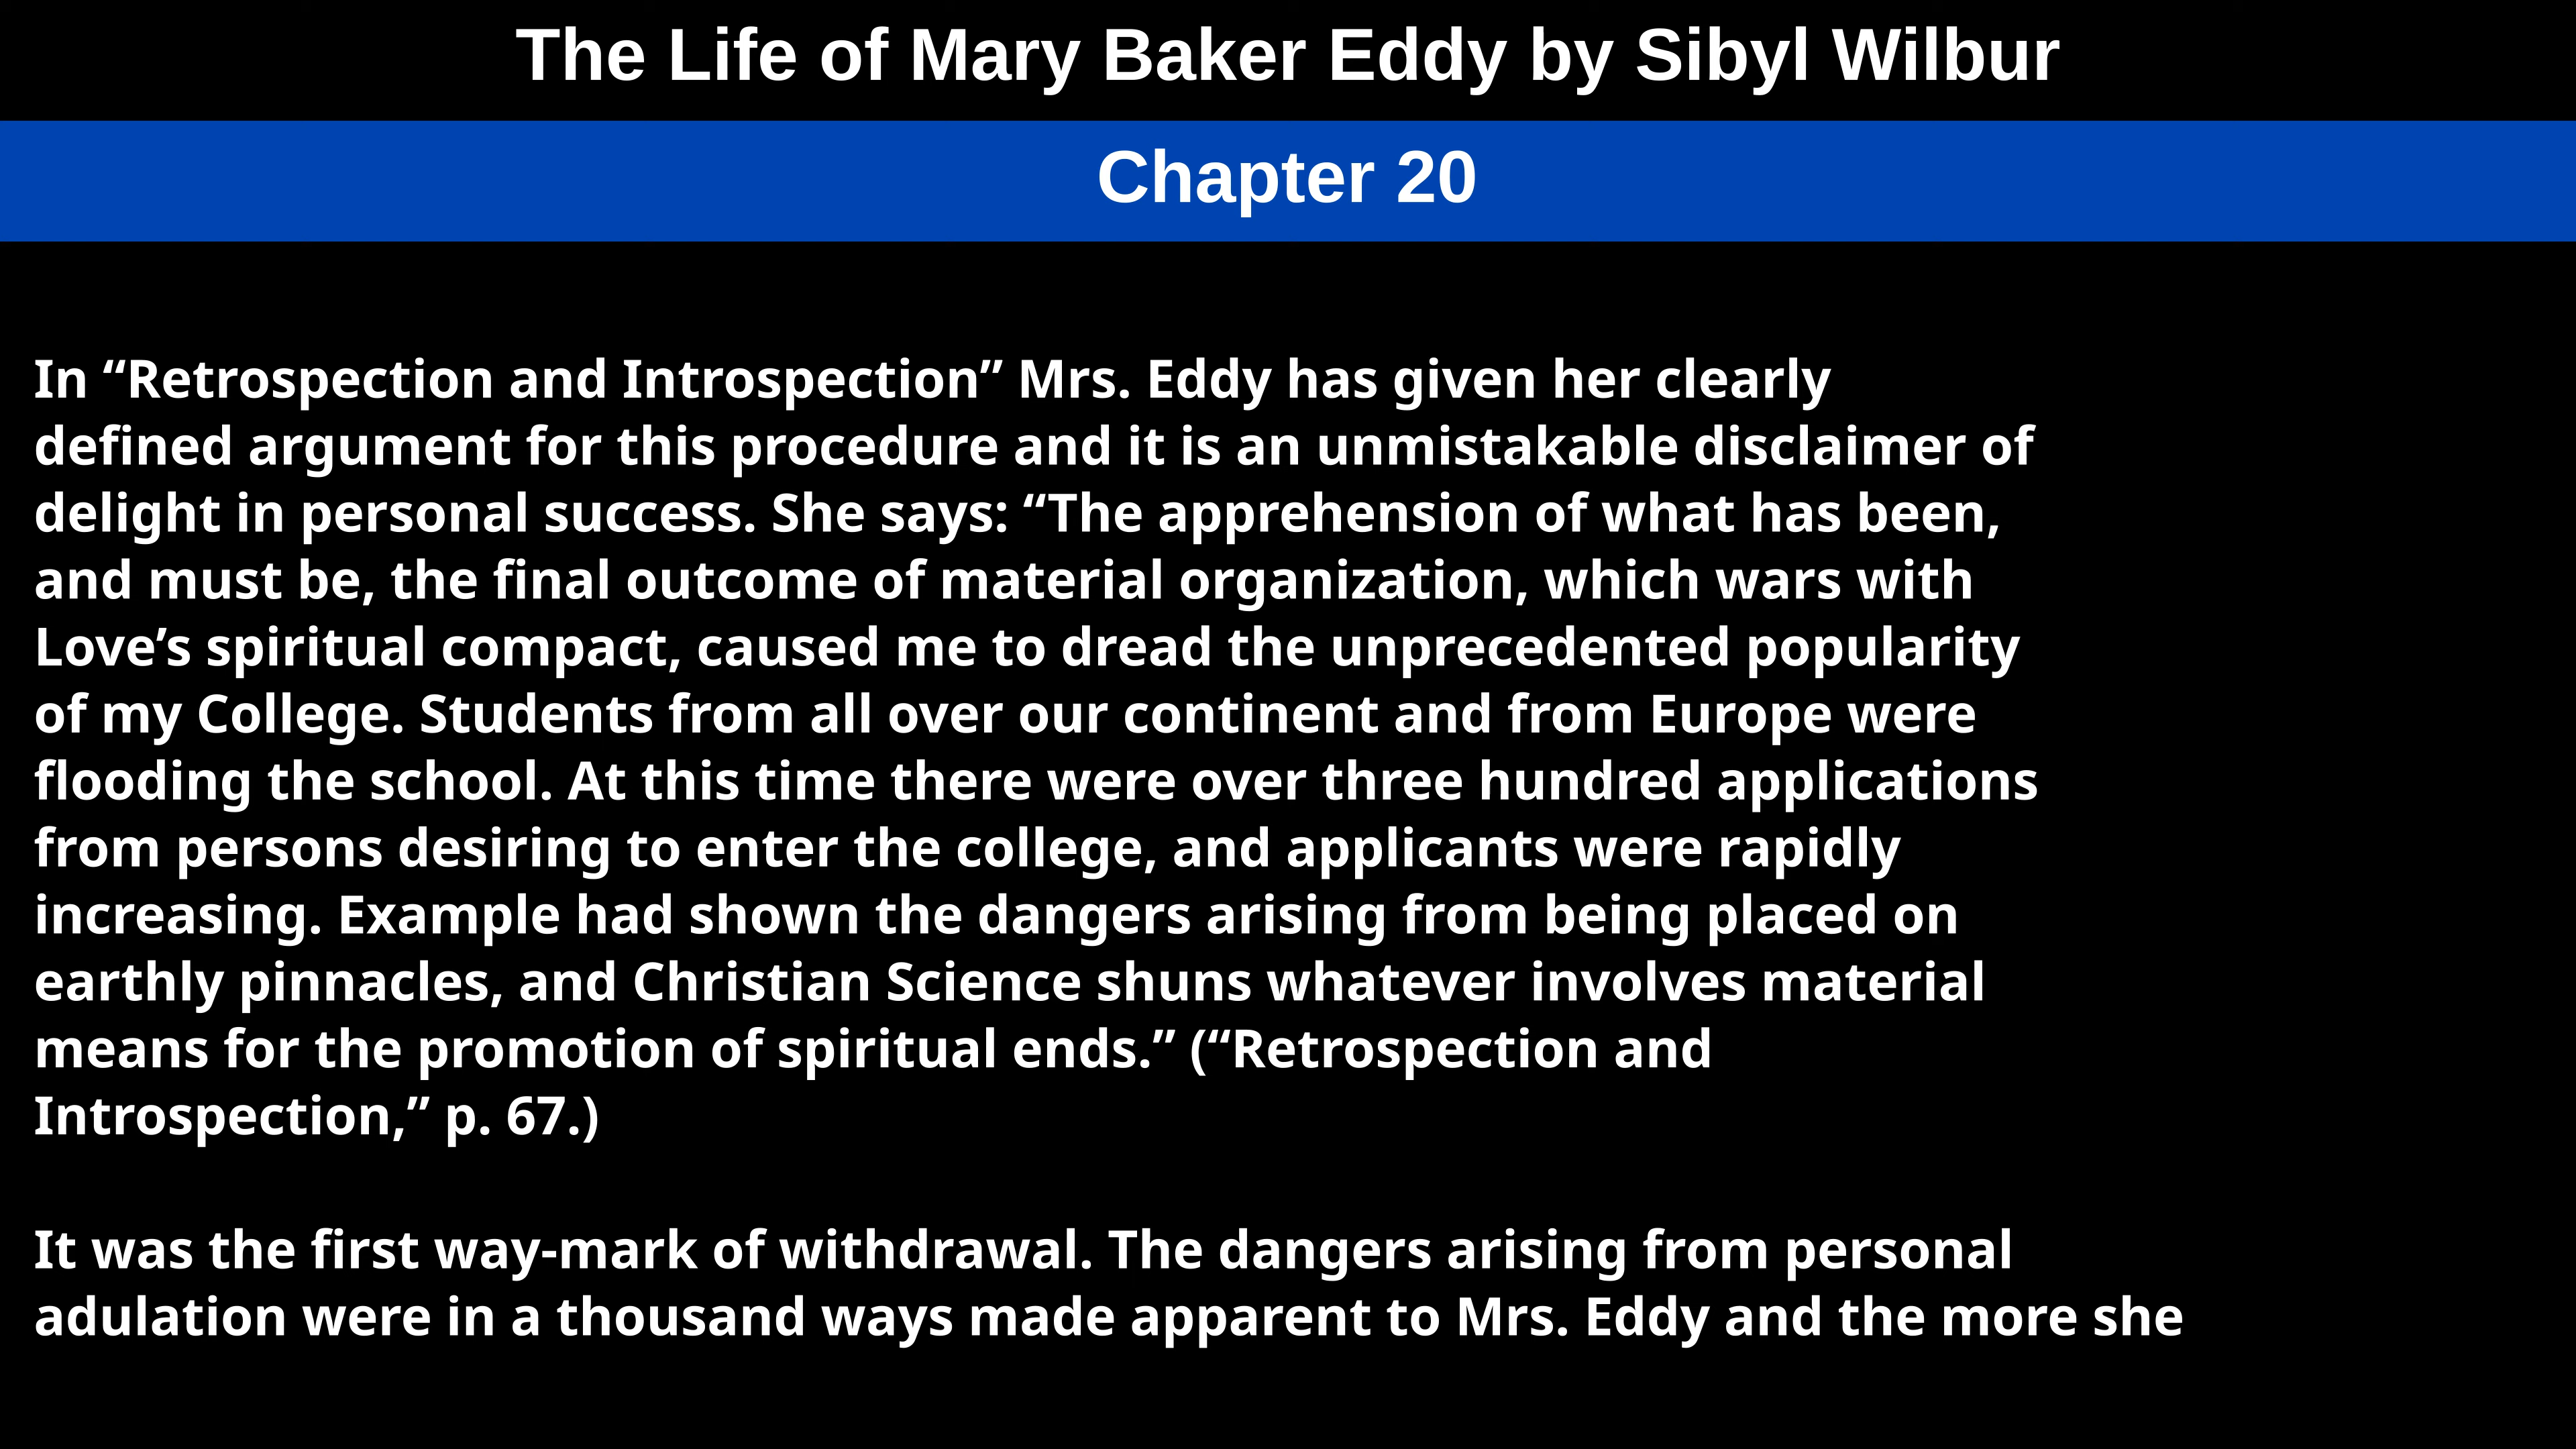 The Life of Mary Baker Eddy by Sibyl Wilbur
Chapter 20
In “Retrospection and Introspection” Mrs. Eddy has given her clearly
defined argument for this procedure and it is an unmistakable disclaimer of
delight in personal success. She says: “The apprehension of what has been,
and must be, the final outcome of material organization, which wars with
Love’s spiritual compact, caused me to dread the unprecedented popularity
of my College. Students from all over our continent and from Europe were
flooding the school. At this time there were over three hundred applications
from persons desiring to enter the college, and applicants were rapidly
increasing. Example had shown the dangers arising from being placed on
earthly pinnacles, and Christian Science shuns whatever involves material
means for the promotion of spiritual ends.” (“Retrospection and
Introspection,” p. 67.)
It was the first way-mark of withdrawal. The dangers arising from personal
adulation were in a thousand ways made apparent to Mrs. Eddy and the more she